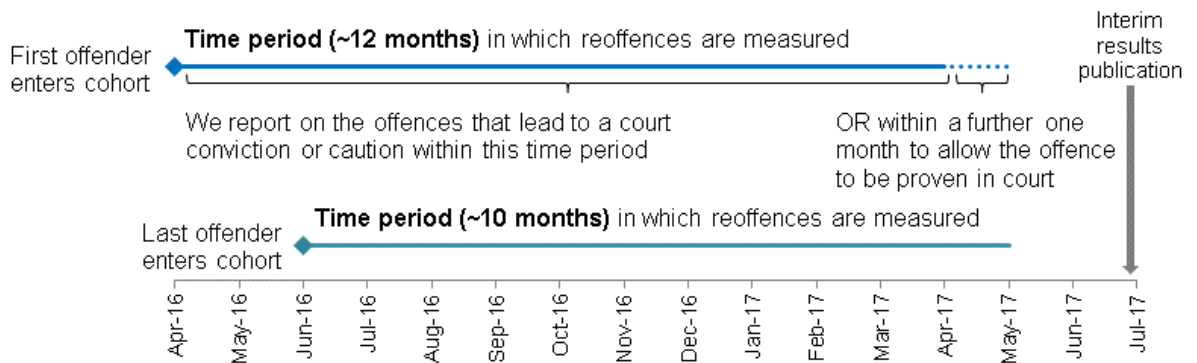 Interim
results
publication
Time period (~12 months) in which reoffences are measured
First offender
enters cohort
We report on the offences that lead to a court
conviction or caution within this time period
OR within a further one
month to allow the offence
to be proven in court
Time period (~10 months) in which reoffences are measured
Last offender
enters cohort
Apr-16
May-16
Jun-16
Jul-16
Aug-16
Sep-16
Oct-16
Nov-16
Dec-16
Jan-17
Feb-17
Mar-17
Apr-17
May-17
Jun-17
Jul-17